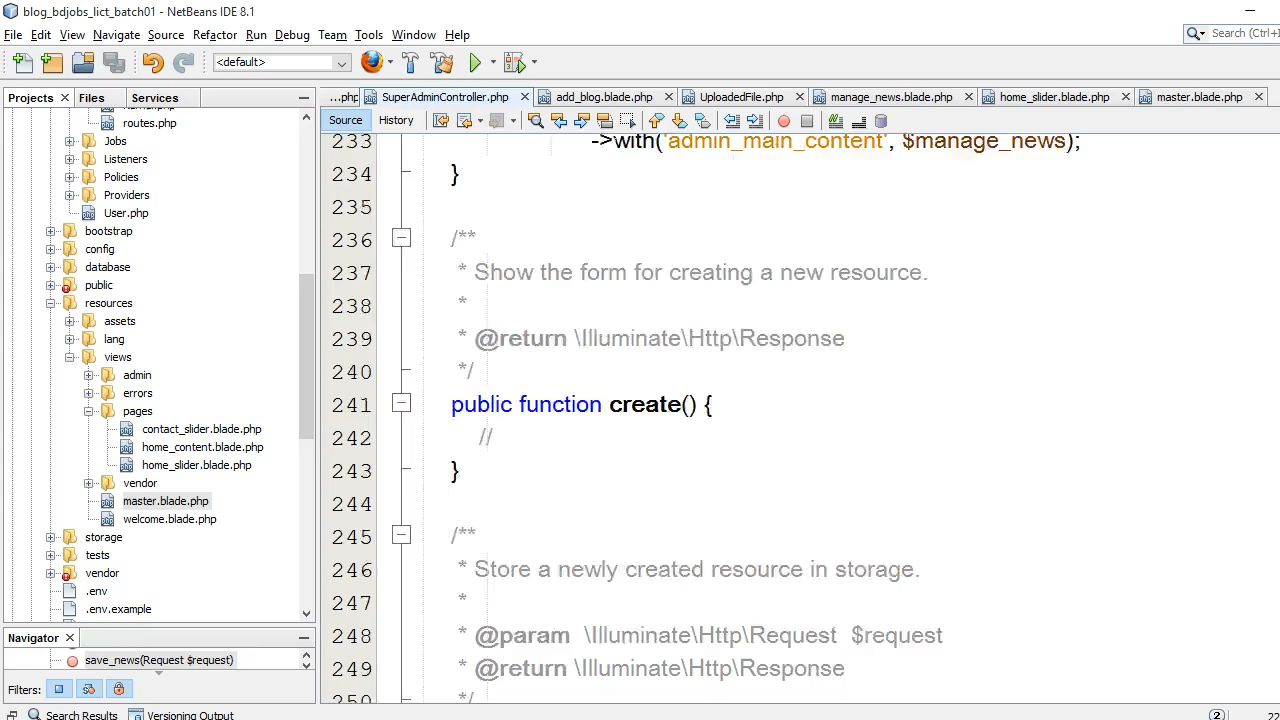 blog_bdjobs_lict_batch01 - NetBeans IDE 8.1
File Edit View Navigate Source Refactor Run Debug Team Tools Window Help
Search (Ctrl+I
<default>
Projects Files Services
...php SuperAdminController.php add_blog.blade.php UploadedFile.php manage_news.blade.php home_slider.blade.php master.blade.php
Source History
routes.php
Jobs
Listeners
Policies
Providers
User.php
bootstrap
config
database
public
resources
assets
lang
views
admin
errors
pages
contact_slider.blade.php
home_content.blade.php
home_slider.blade.php
vendor
master.blade.php
welcome.blade.php
storage
tests
vendor
.env
.env.example
Navigator
save_news(Request $request)
Filters:
233 ->with('admin_main_content', $manage_news);
234 }
235
236 /**
237 * Show the form for creating a new resource.
238 *
239 * @return \Illuminate\Http\Response
240 */
241 public function create() {
242 //
243 }
244
245 /**
246 * Store a newly created resource in storage.
247 *
248 * @param \Illuminate\Http\Request $request
249 * @return \Illuminate\Http\Response
250 */
Search Results Versioning Output
2
22